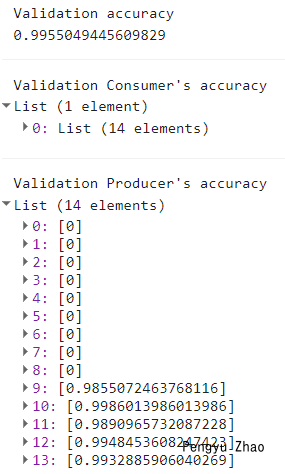 Validation accuracy
0.9955049445609829
Validation Consumer's accuracy
List (1 element)
0: List (14 elements)
Validation Producer's accuracy
List (14 elements)
0: [0]
1: [0]
2: [0]
3: [0]
4: [0]
5: [0]
6: [0]
7: [0]
8: [0]
9: [0.9855072463768116]
10: [0.9986013986013986]
11: [0.9890965732087228]
12: [0.9948453608247423]
13: [0.9932885906040269]
Pengyu Zhao